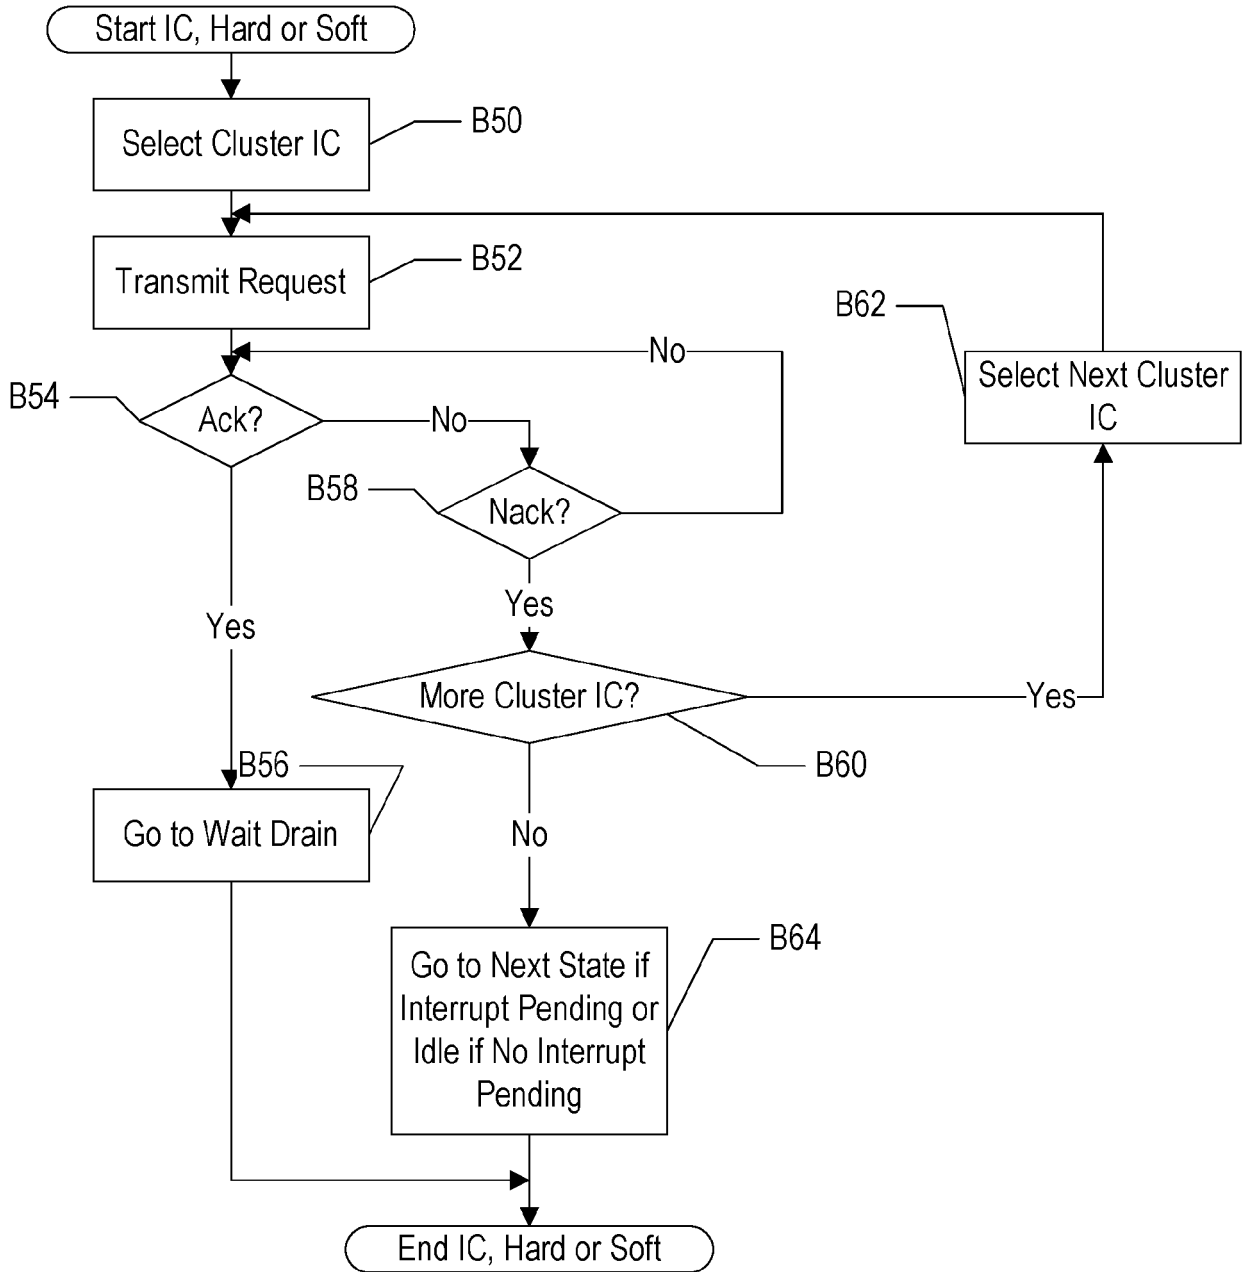 Start IC, Hard or Soft
Select Cluster IC
B50
Transmit Request
B52
B62
Select Next Cluster
IC
No
B54
Ack?
No
B58
Nack?
Yes
Yes
More Cluster IC?
Yes
B60
B56
Go to Wait Drain
No
B64
Go to Next State if
Interrupt Pending or
Idle if No Interrupt
Pending
End IC, Hard or Soft